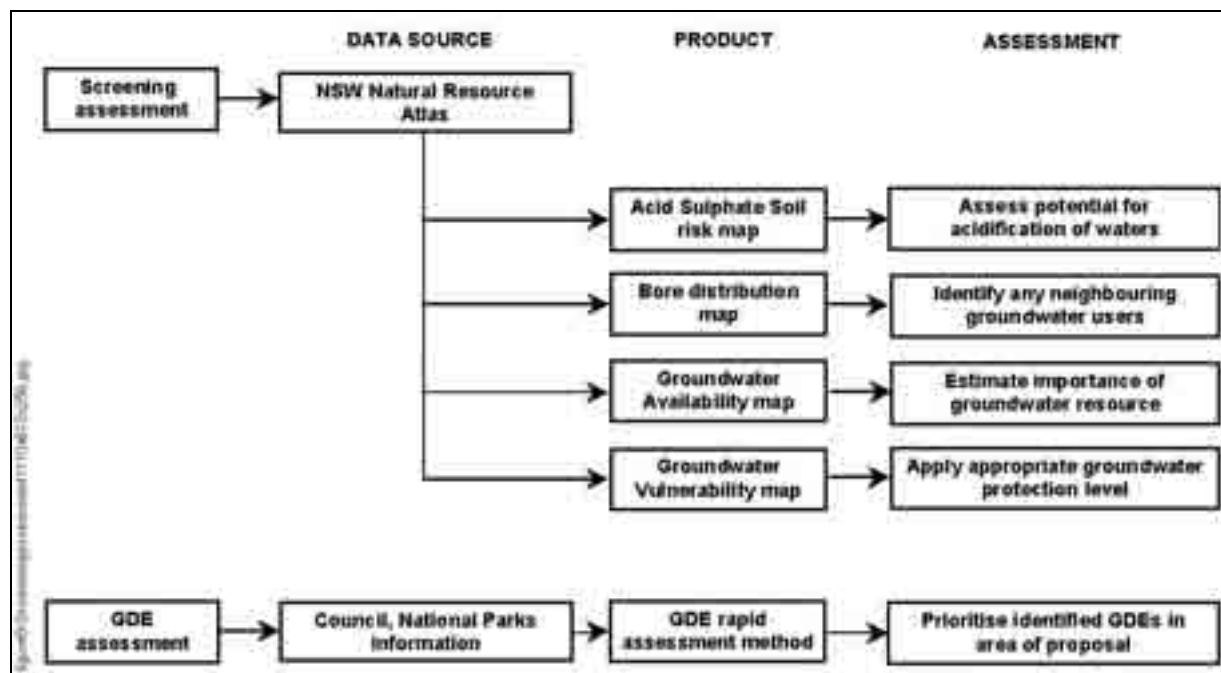 DATA SOURCE
PRODUCT
ASSESSMENT
Screening
assessment
NSW Natural Resource
Atlas
Acid Sulphate Soil
risk map
Assess potential for
acidification of waters
Bore distribution
map
Identify any neighbouring
groundwater users
Groundwater
Availability map
Estimate importance of
groundwater resource
Groundwater
Vulnerability map
Apply appropriate groundwater
protection level
GDE
assessment
Council, National Parks
Information
GDE rapid
assessment method
Prioritise identified GDEs in
area of proposal